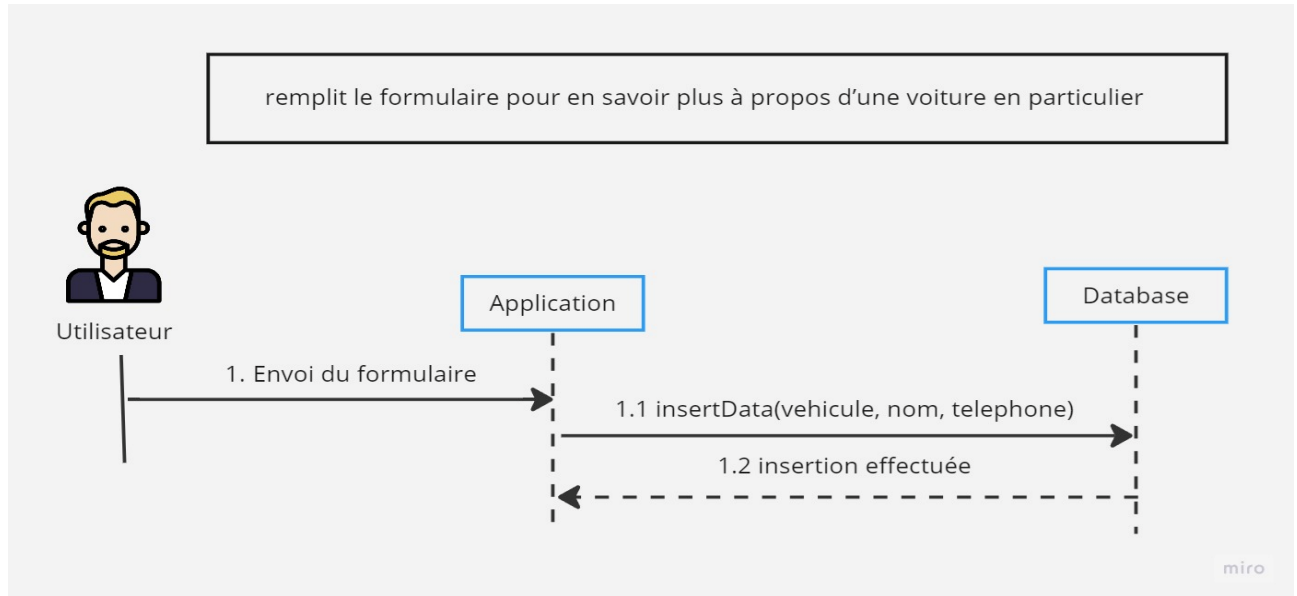 remplit le formulaire pour en savoir plus à propos d’une voiture en particulier
Utilisateur
Application
Database
1. Envoi du formulaire
1.1 insertData(vehicule, nom, telephone)
1.2 insertion effectuée
miro